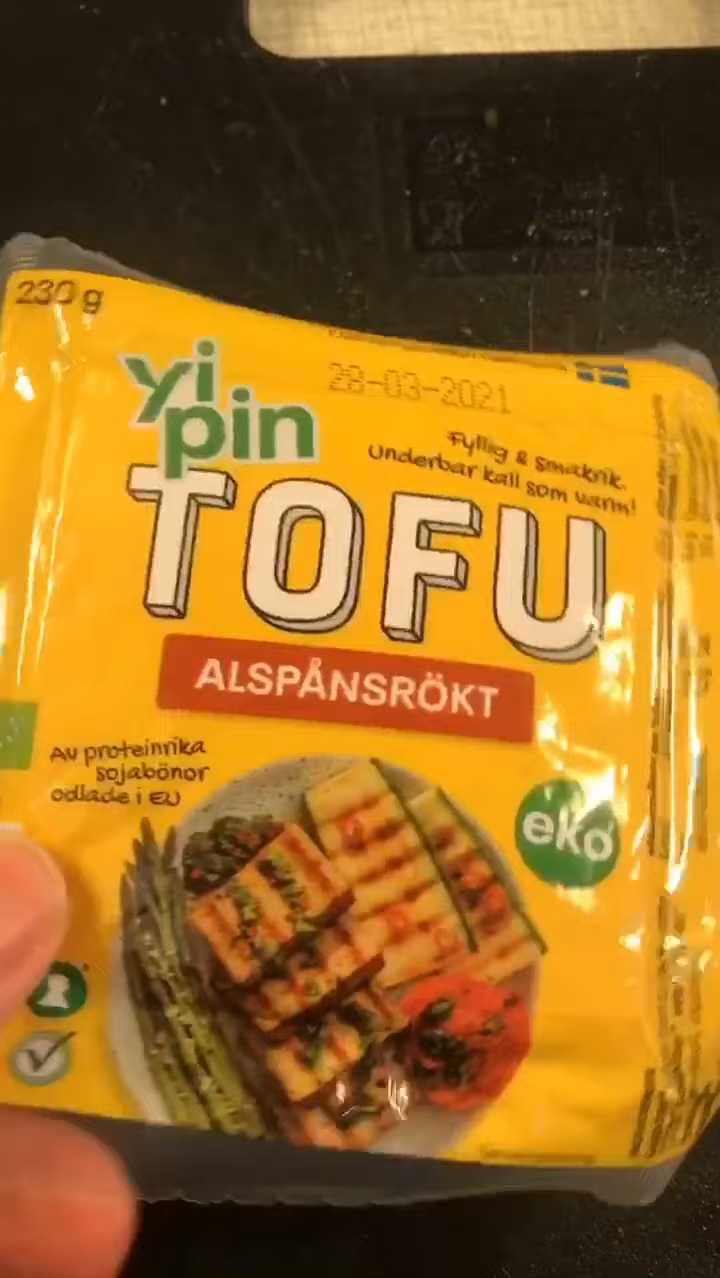 230 g
yi
pin
28-03-2021
Fyllig & smakrik.
Underbar kall som varm!
TOFU
ALSPÅNSRÖKT
Av proteinrika
sojabönor
odlade i EU
eko